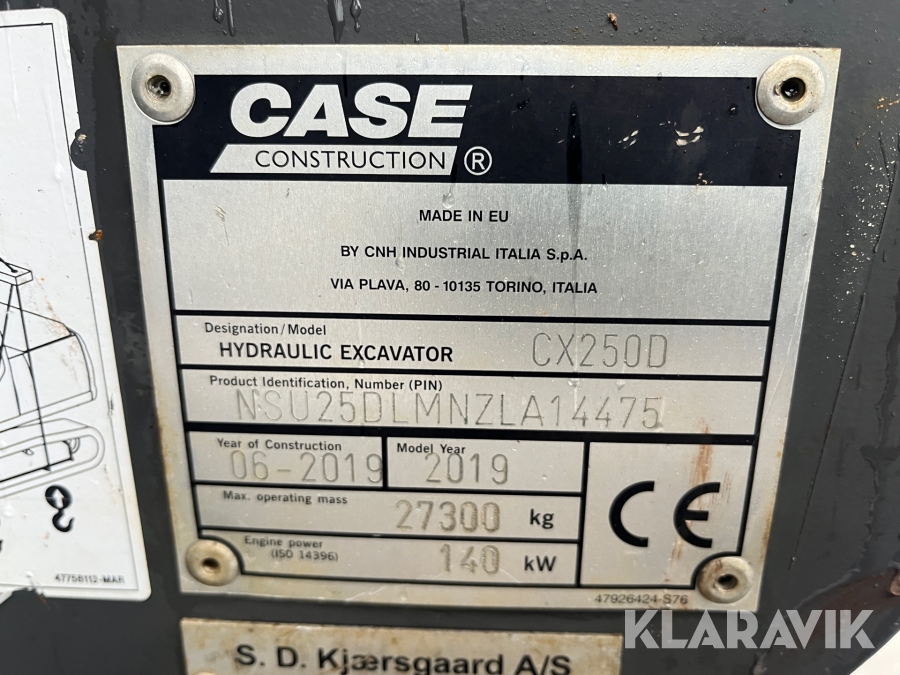 CASE
CONSTRUCTION ®
MADE IN EU
BY CNH INDUSTRIAL ITALIA S.p.A.
VIA PLAVA, 80 - 10135 TORINO, ITALIA
Designation/Model
HYDRAULIC EXCAVATOR CX250D
Product Identification, Number (PIN)
NSU25DLMNZLA14475
Year of Construction Model Year
06-2019 2019
Max. operating mass
27300 kg
Engine power
(ISO 14396) 140 kW
CE
47926424-S76
47758112-MAR
S. D. Kjærsgaard A/S
KLARAVIK